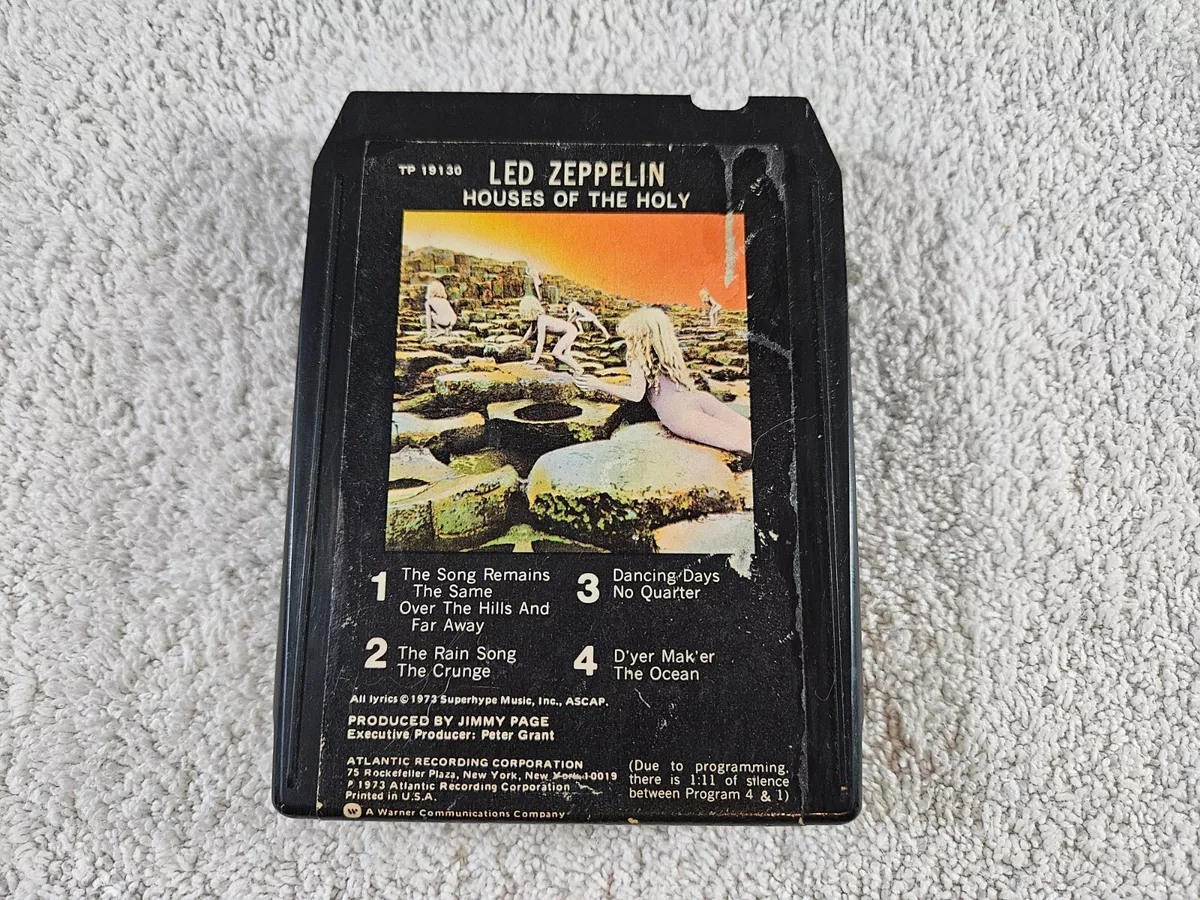 TP 19130 LED ZEPPELIN
HOUSES OF THE HOLY
1 The Song Remains
The Same
Over The Hills And
Far Away
2 The Rain Song
The Crunge
3 Dancing Days
No Quarter
4 D'yer Mak'er
The Ocean
All lyrics © 1973 Superhype Music, Inc., ASCAP.
PRODUCED BY JIMMY PAGE
Executive Producer: Peter Grant
ATLANTIC RECORDING CORPORATION
75 Rockefeller Plaza, New York, New York 10019
℗ 1973 Atlantic Recording Corporation
Printed in U.S.A.
W A Warner Communications Company
(Due to programming,
there is 1:11 of silence
between Program 4 & 1)